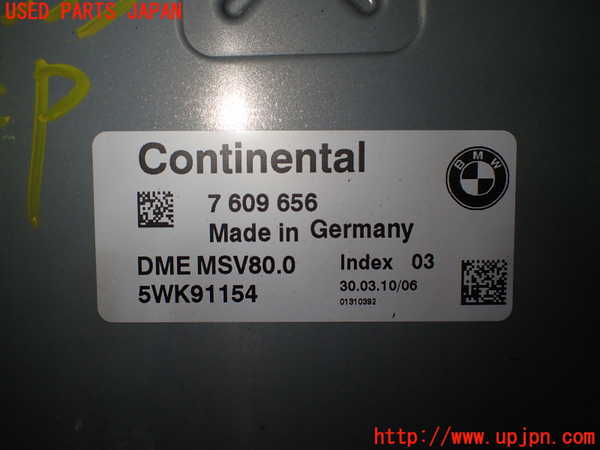 USED PARTS JAPAN
EP
Continental
BMW
7 609 656
Made in Germany
DME MSV80.0 Index 03
5WK91154 30.03.10/06
01310392
http://www.upjpn.com/